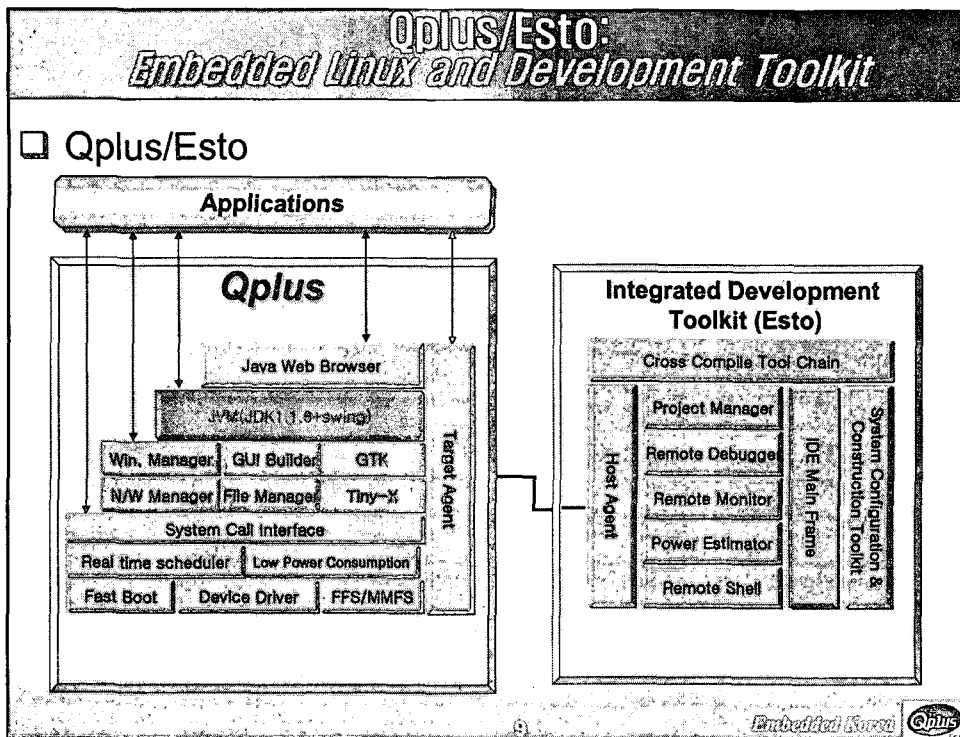 Qplus/Esto:
Embedded Linux and Development Toolkit
Qplus/Esto
Applications
Qplus
Java Web Browser
JVM(JDK1.1.8+swing)
Win. Manager
GUI Builder
GTK
N/W Manager
File Manager
Tiny-X
System Call Interface
Real time scheduler
Low Power Consumption
Fast Boot
Device Driver
FFS/MMFS
Target Agent
Integrated Development
Toolkit (Esto)
Cross Compile Tool Chain
Host Agent
Project Manager
Remote Debugger
Remote Monitor
Power Estimator
Remote Shell
IDE Main Frame
System Configuration &
Construction Toolkit
9
Embedded Korea
Qplus